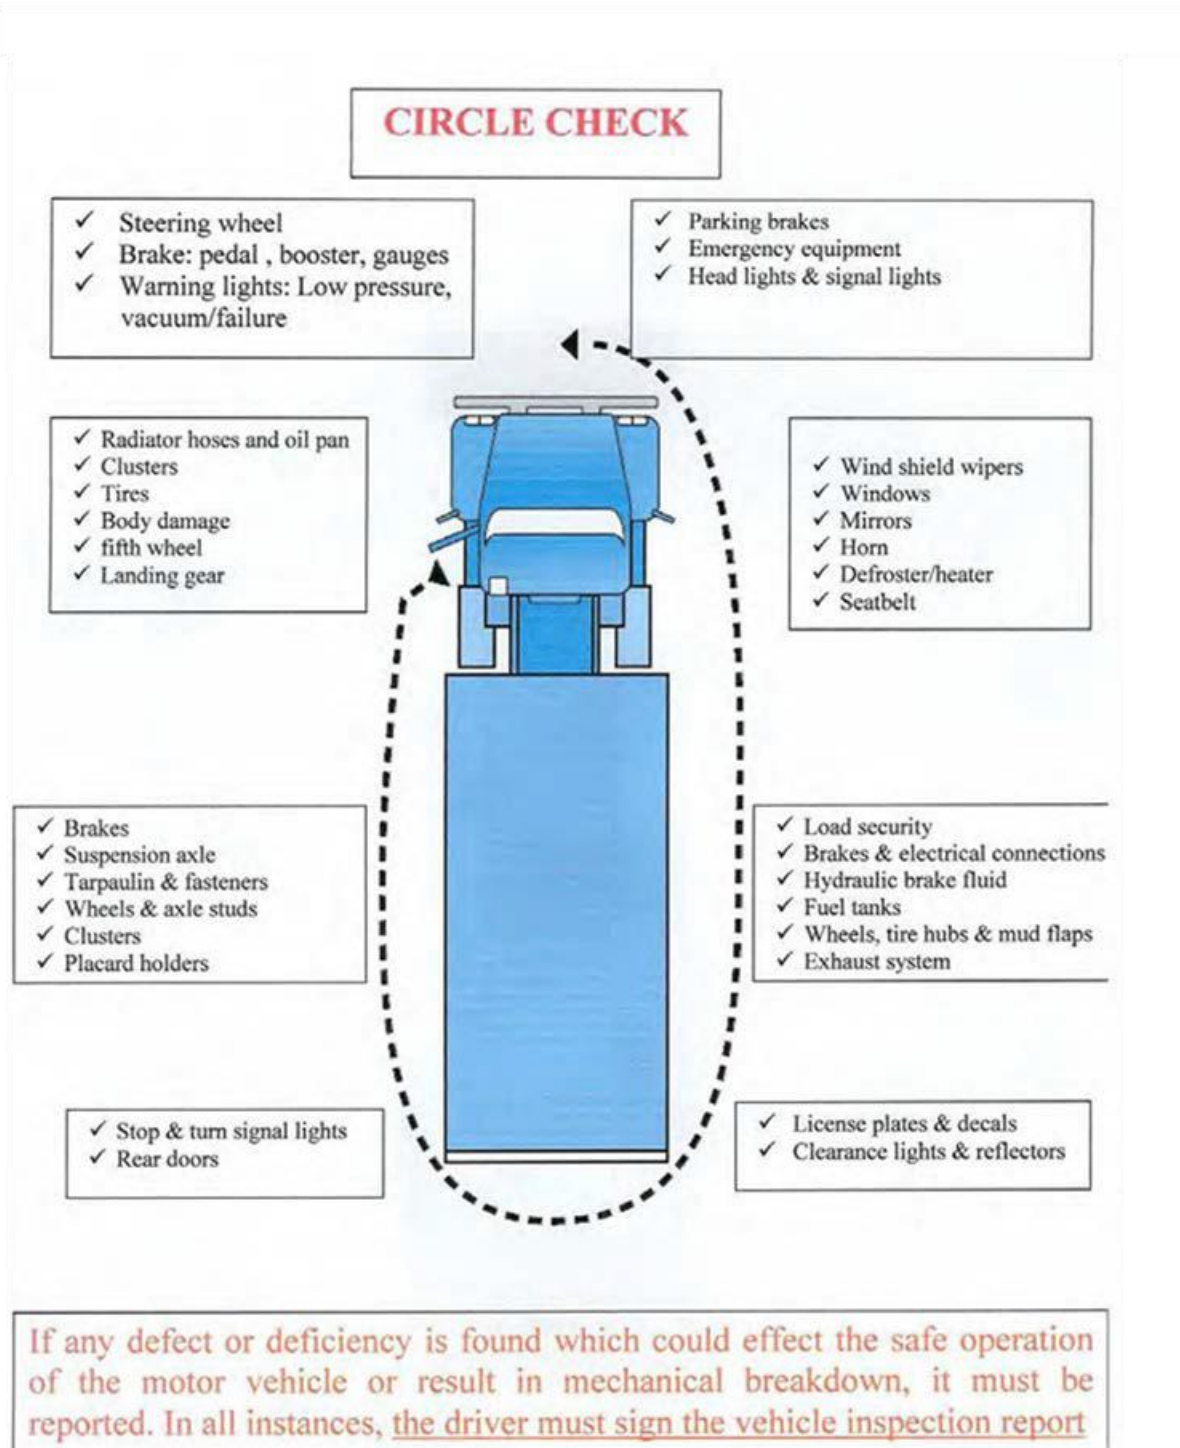 CIRCLE CHECK
✓ Steering wheel
✓ Brake: pedal , booster, gauges
✓ Warning lights: Low pressure,
vacuum/failure
✓ Parking brakes
✓ Emergency equipment
✓ Head lights & signal lights
✓ Radiator hoses and oil pan
✓ Clusters
✓ Tires
✓ Body damage
✓ fifth wheel
✓ Landing gear
✓ Wind shield wipers
✓ Windows
✓ Mirrors
✓ Horn
✓ Defroster/heater
✓ Seatbelt
✓ Brakes
✓ Suspension axle
✓ Tarpaulin & fasteners
✓ Wheels & axle studs
✓ Clusters
✓ Placard holders
✓ Load security
✓ Brakes & electrical connections
✓ Hydraulic brake fluid
✓ Fuel tanks
✓ Wheels, tire hubs & mud flaps
✓ Exhaust system
✓ Stop & turn signal lights
✓ Rear doors
✓ License plates & decals
✓ Clearance lights & reflectors
If any defect or deficiency is found which could effect the safe operation
of the motor vehicle or result in mechanical breakdown, it must be
reported. In all instances, the driver must sign the vehicle inspection report